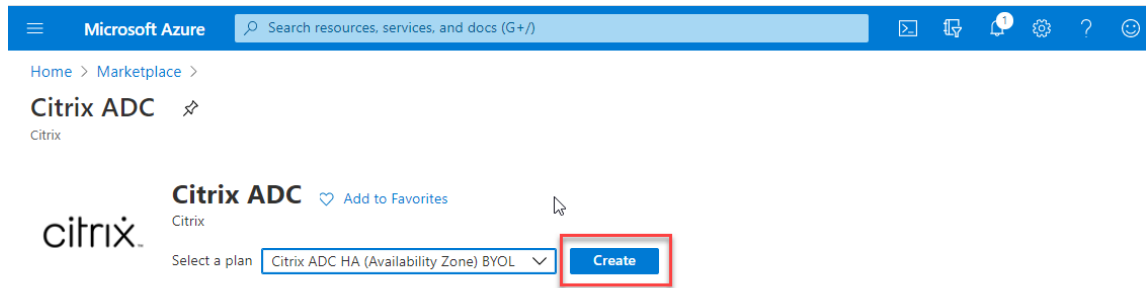 Microsoft Azure
Search resources, services, and docs (G+/)
1
Home > Marketplace >
Citrix ADC
Citrix
citrix.
Citrix ADC
Add to Favorites
Citrix
Select a plan
Citrix ADC HA (Availability Zone) BYOL
Create